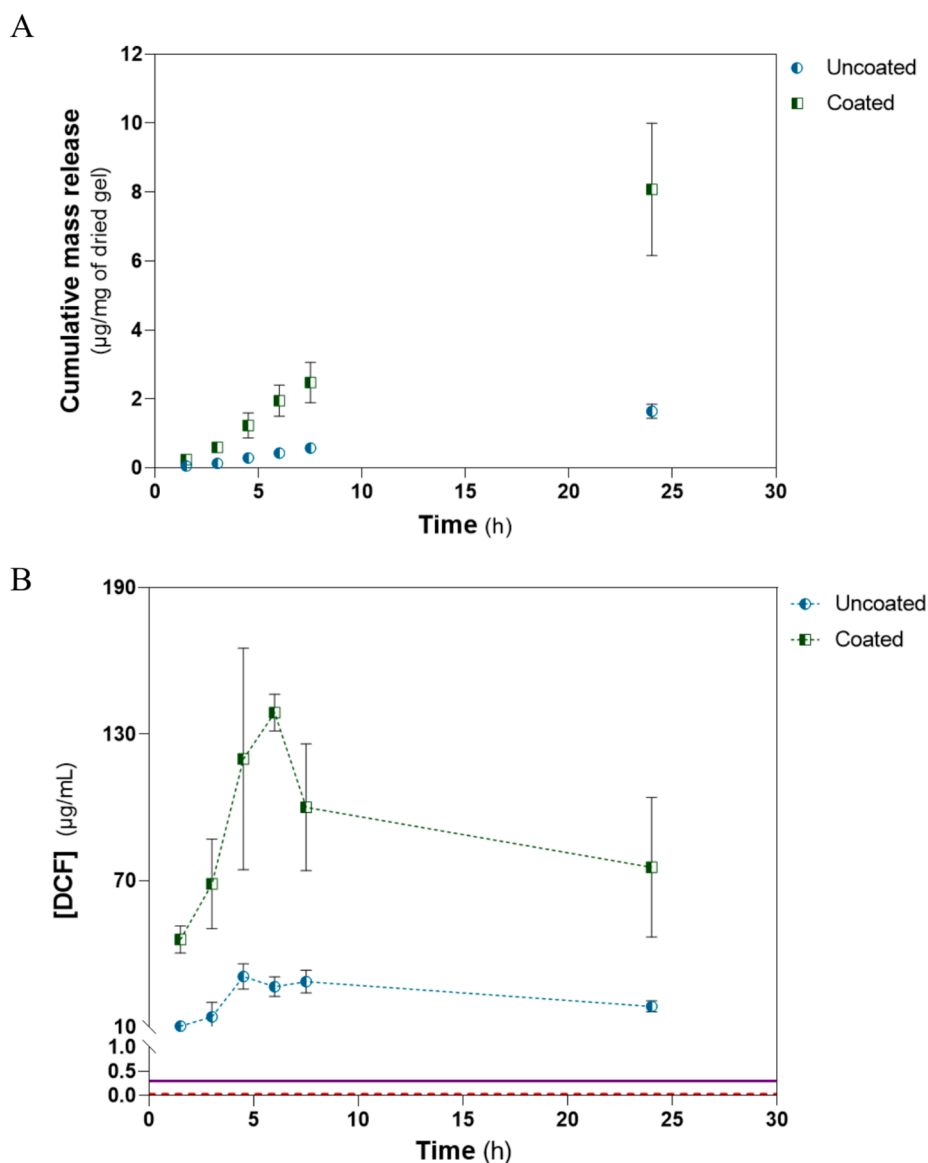 A
12
10
8
6
4
2
0
Cumulative mass release
(µg/mg of dried gel)
0 5 10 15 20 25 30
Time (h)
Uncoated
Coated
B
190
130
70
10
1.0
0.5
0.0
[DCF] (µg/mL)
0 5 10 15 20 25 30
Time (h)
Uncoated
Coated